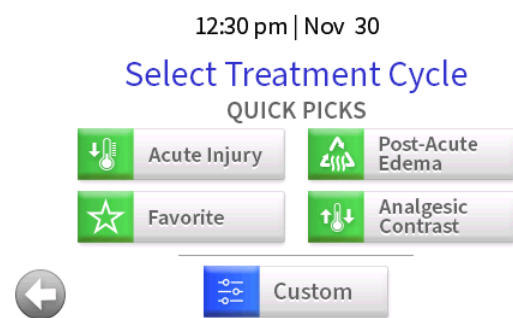 12:30 pm | Nov 30
Select Treatment Cycle
QUICK PICKS
Acute Injury
Post-Acute
Edema
Favorite
Analgesic
Contrast
Custom